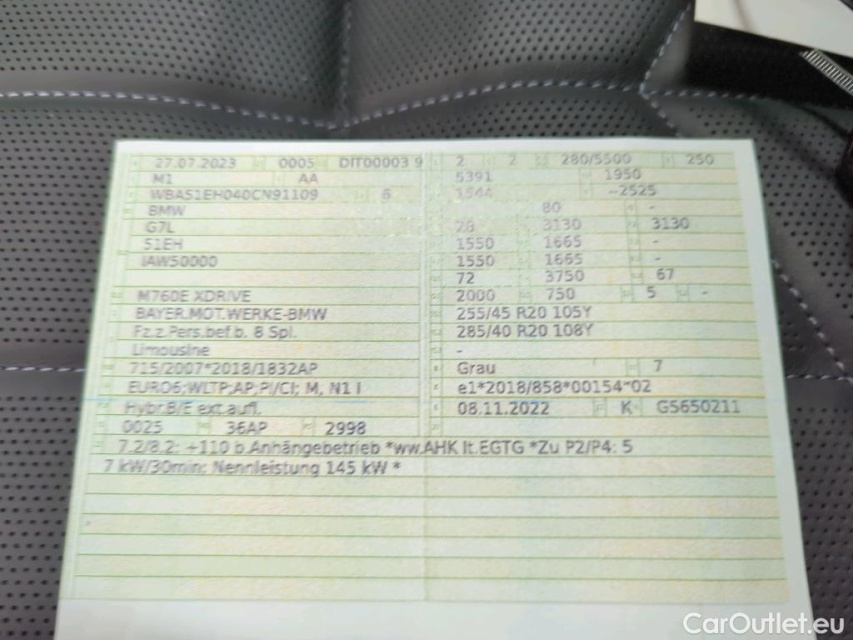 27.07.2023 0005 DIT00003 9 2 2 280/5500 250
M1 AA 5391 1950
WBA51EH040CN91109 6 1544 --2525
BMW 80 -
G7L 3130 3130
51EH 1550 1665 -
IAW50000 1550 1665 -
72 3750 67
M760E XDRIVE 2000 750 5 -
BAYER.MOT.WERKE-BMW 255/45 R20 105Y
Fz.z.Pers.bef.b. 8 Spl. 285/40 R20 108Y
Limousine -
715/2007*2018/1832AP Grau 7
EURO6;WLTP;AP;PI/CI; M, N1 I e1*2018/858*00154*02
Hybr.B/E ext.aufl. 08.11.2022 K G5650211
0025 36AP 2998
7.2/8.2: +110 b.Anhängebetrieb *ww.AHK lt.EGTG *Zu P2/P4: 5
7 kW/30min: Nennleistung 145 kW *
CarOutlet.eu